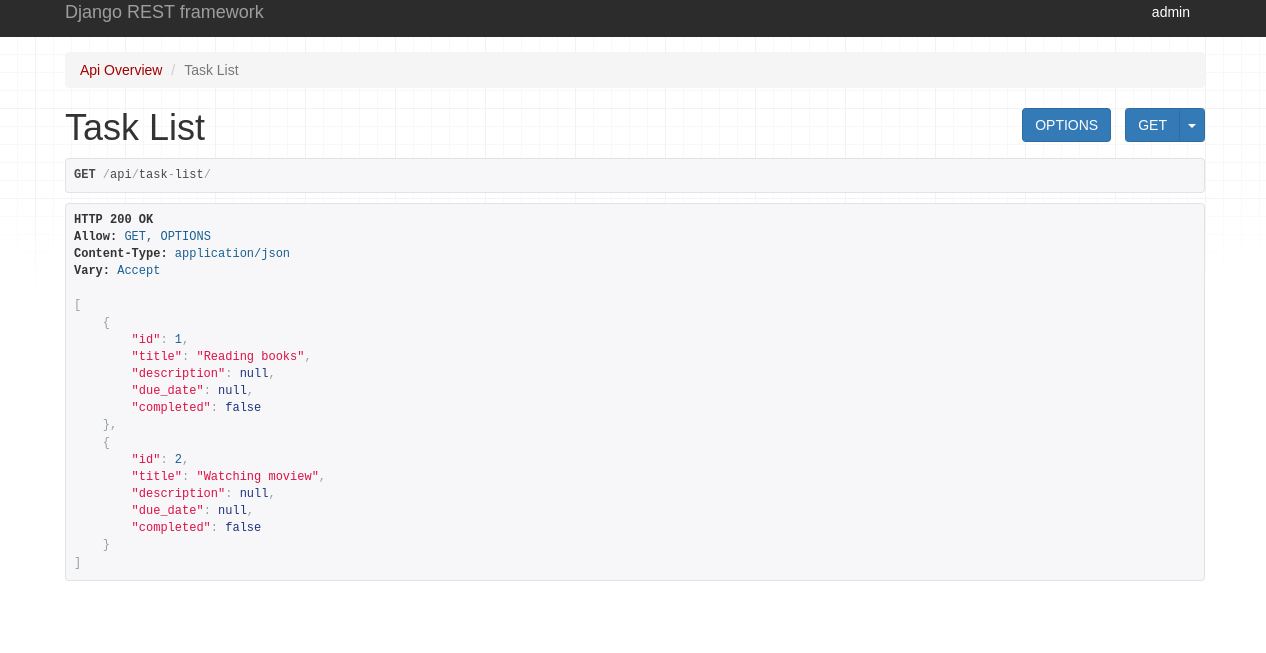 Django REST framework
admin
Api Overview / Task List
Task List
OPTIONS
GET
GET /api/task-list/
HTTP 200 OK
Allow: GET, OPTIONS
Content-Type: application/json
Vary: Accept
[
    {
        "id": 1,
        "title": "Reading books",
        "description": null,
        "due_date": null,
        "completed": false
    },
    {
        "id": 2,
        "title": "Watching moview",
        "description": null,
        "due_date": null,
        "completed": false
    }
]